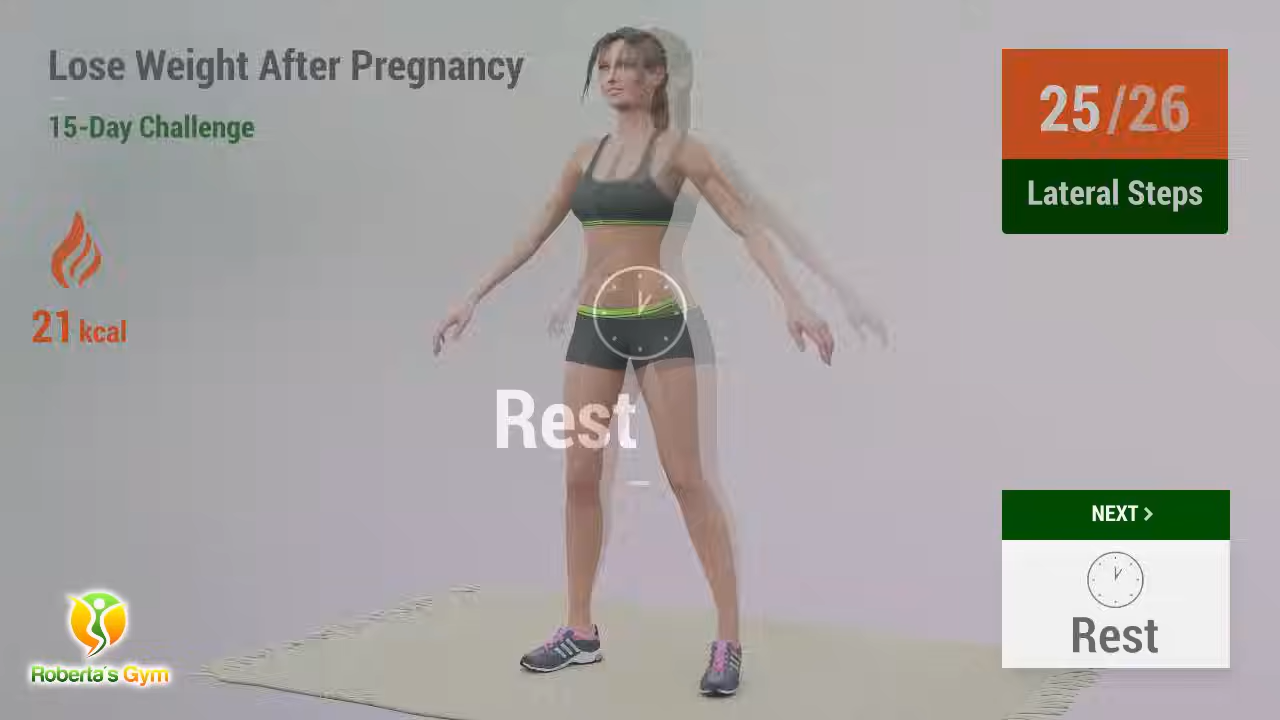 Lose Weight After Pregnancy
15-Day Challenge
25/26
Lateral Steps
21 kcal
Rest
NEXT >
Rest
Roberta´s Gym